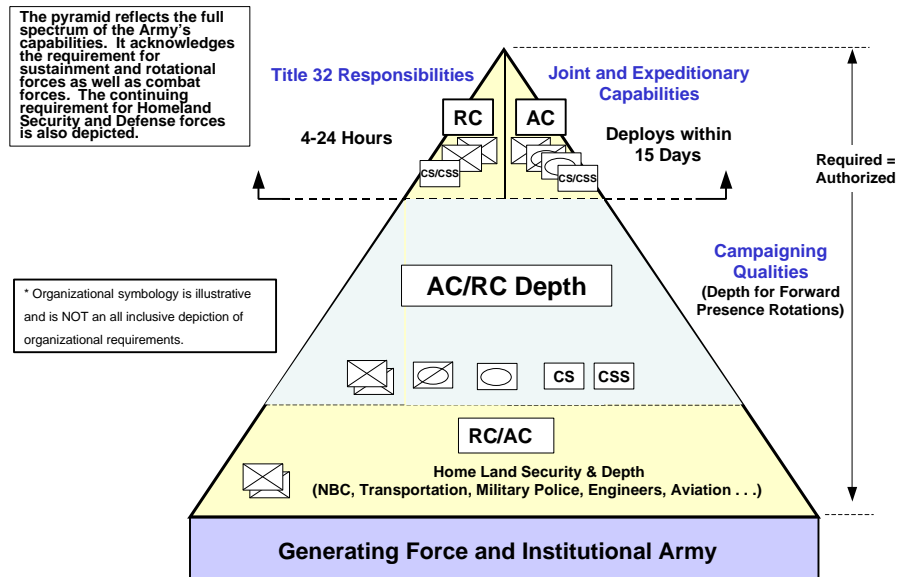 The pyramid reflects the full
spectrum of the Army's
capabilities. It acknowledges
the requirement for
sustainment and rotational
forces as well as combat
forces. The continuing
requirement for Homeland
Security and Defense forces
is also depicted.
Title 32 Responsibilities
Joint and Expeditionary
Capabilities
RC
AC
4-24 Hours
Deploys within
15 Days
CS/CSS
CS/CSS
Required =
Authorized
Campaigning
Qualities
(Depth for Forward
Presence Rotations)
AC/RC Depth
* Organizational symbology is illustrative
and is NOT an all inclusive depiction of
organizational requirements.
CS
CSS
RC/AC
Home Land Security & Depth
(NBC, Transportation, Military Police, Engineers, Aviation . . .)
Generating Force and Institutional Army